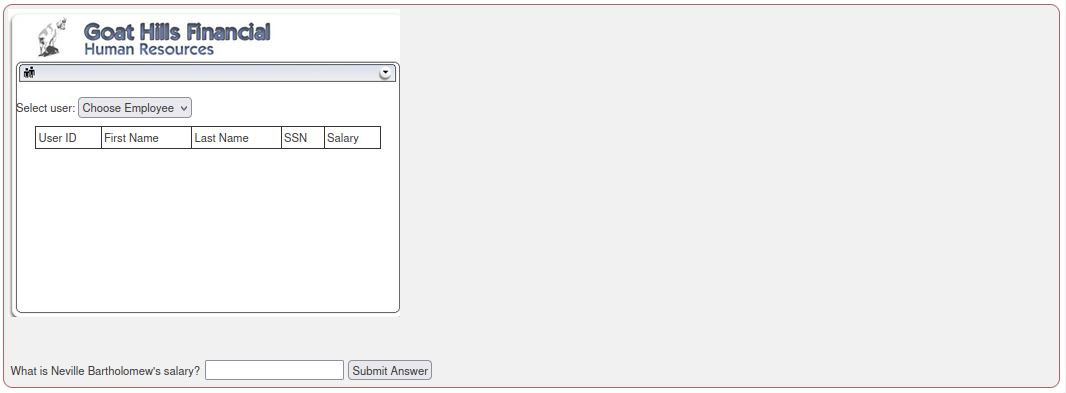 Goat Hills Financial
Human Resources
Select user: Choose Employee
User ID First Name Last Name SSN Salary
What is Neville Bartholomew's salary? Submit Answer